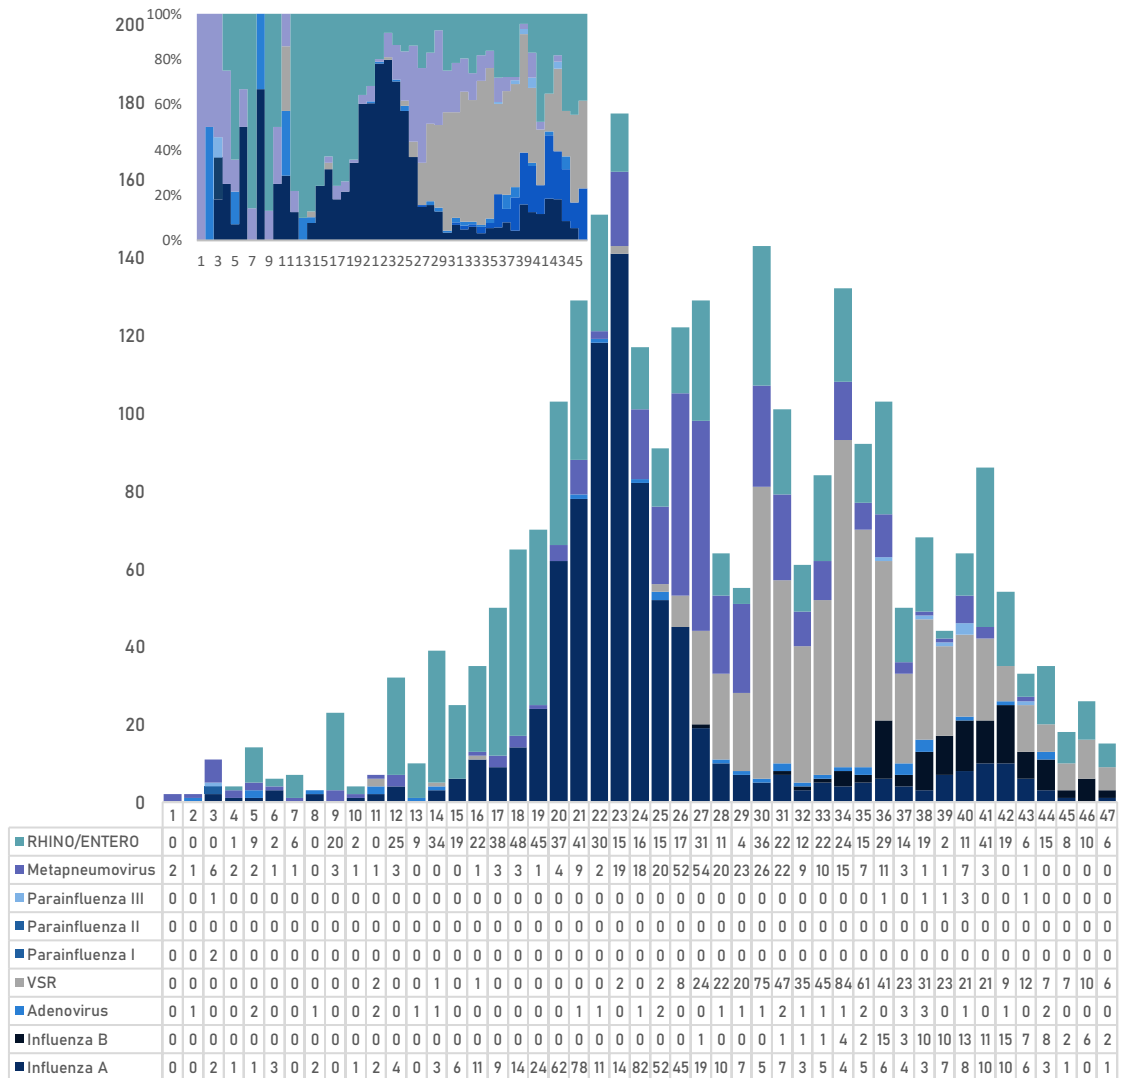 200
180
160
140
120
100
80
60
40
20
0
100%
80%
60%
40%
20%
0%
1 3 5 7 9 11 13 15 17 19 21 23 25 27 29 31 33 35 37 39 41 43 45
1 2 3 4 5 6 7 8 9 10 11 12 13 14 15 16 17 18 19 20 21 22 23 24 25 26 27 28 29 30 31 32 33 34 35 36 37 38 39 40 41 42 43 44 45 46 47
RHINO/ENTERO 0 0 0 1 9 2 6 0 20 2 0 25 9 34 19 22 38 48 45 37 41 30 15 16 15 17 31 11 4 36 22 12 22 24 15 29 14 19 2 11 41 19 6 15 8 10 6
Metapneumovirus 2 1 6 2 2 1 1 0 3 1 1 3 0 0 0 1 3 3 1 4 9 2 19 18 20 52 54 20 23 26 22 9 10 15 7 11 3 1 1 7 3 0 1 0 0 0 0
Parainfluenza III 0 0 1 0 0 0 0 0 0 0 0 0 0 0 0 0 0 0 0 0 0 0 0 0 0 0 0 0 0 0 0 0 0 0 0 1 0 1 1 3 0 0 1 0 0 0 0
Parainfluenza II 0 0 0 0 0 0 0 0 0 0 0 0 0 0 0 0 0 0 0 0 0 0 0 0 0 0 0 0 0 0 0 0 0 0 0 0 0 0 0 0 0 0 0 0 0 0 0
Parainfluenza I 0 0 2 0 0 0 0 0 0 0 0 0 0 0 0 0 0 0 0 0 0 0 0 0 0 0 0 0 0 0 0 0 0 0 0 0 0 0 0 0 0 0 0 0 0 0 0
VSR 0 0 0 0 0 0 0 0 0 0 2 0 0 1 0 1 0 0 0 0 0 0 2 0 2 8 24 22 20 75 47 35 45 84 61 41 23 31 23 21 21 9 12 7 7 10 6
Adenovirus 0 1 0 0 2 0 0 1 0 0 2 0 1 1 0 0 0 0 0 0 1 1 0 1 2 0 0 1 1 1 2 1 1 1 2 0 3 3 0 1 0 1 0 2 0 0 0
Influenza B 0 0 0 0 0 0 0 0 0 0 0 0 0 0 0 0 0 0 0 0 0 0 0 0 0 0 1 0 0 0 1 1 1 4 2 15 3 10 10 13 11 15 7 8 2 6 2
Influenza A 0 0 2 1 1 3 0 2 0 1 2 4 0 3 6 11 9 14 24 62 78 11 14 82 52 45 19 10 7 5 7 3 5 4 5 6 4 3 7 8 10 10 6 3 1 0 1